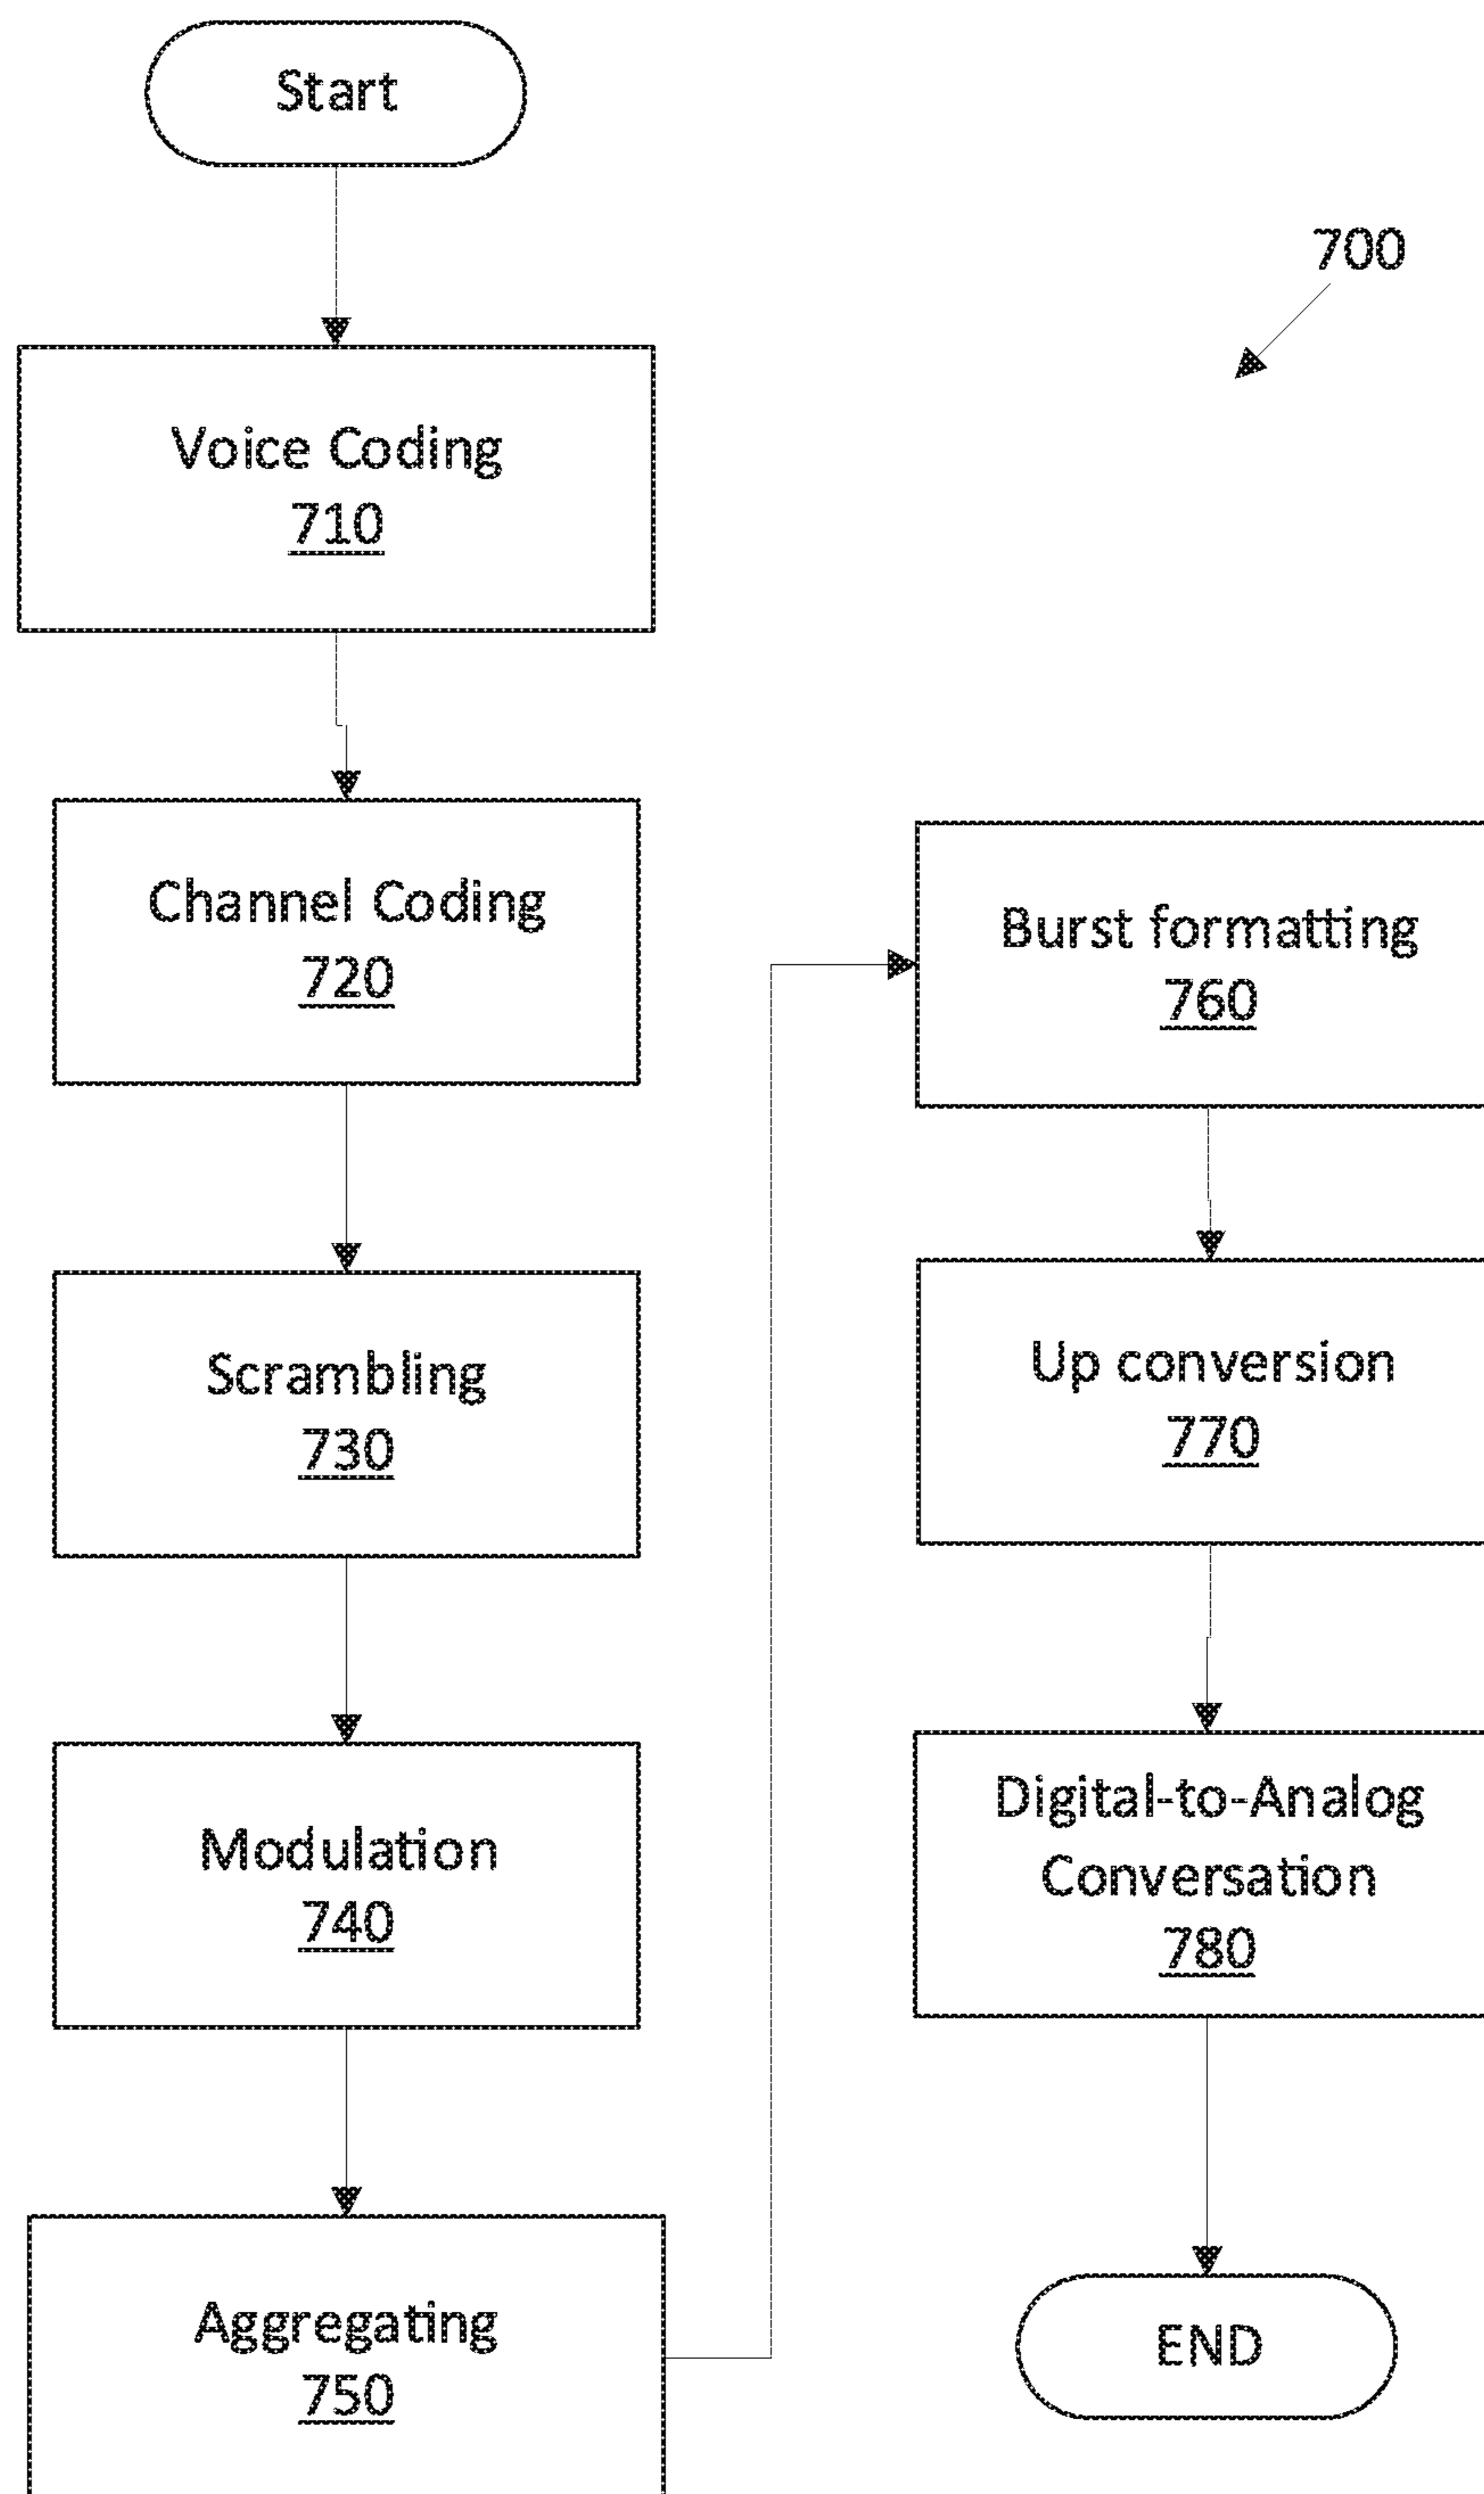 Start
700
Voice Coding
710
Channel Coding
720
Scrambling
730
Modulation
740
Aggregating
750
Burst formatting
760
Up conversion
770
Digital-to-Analog
Conversation
780
END